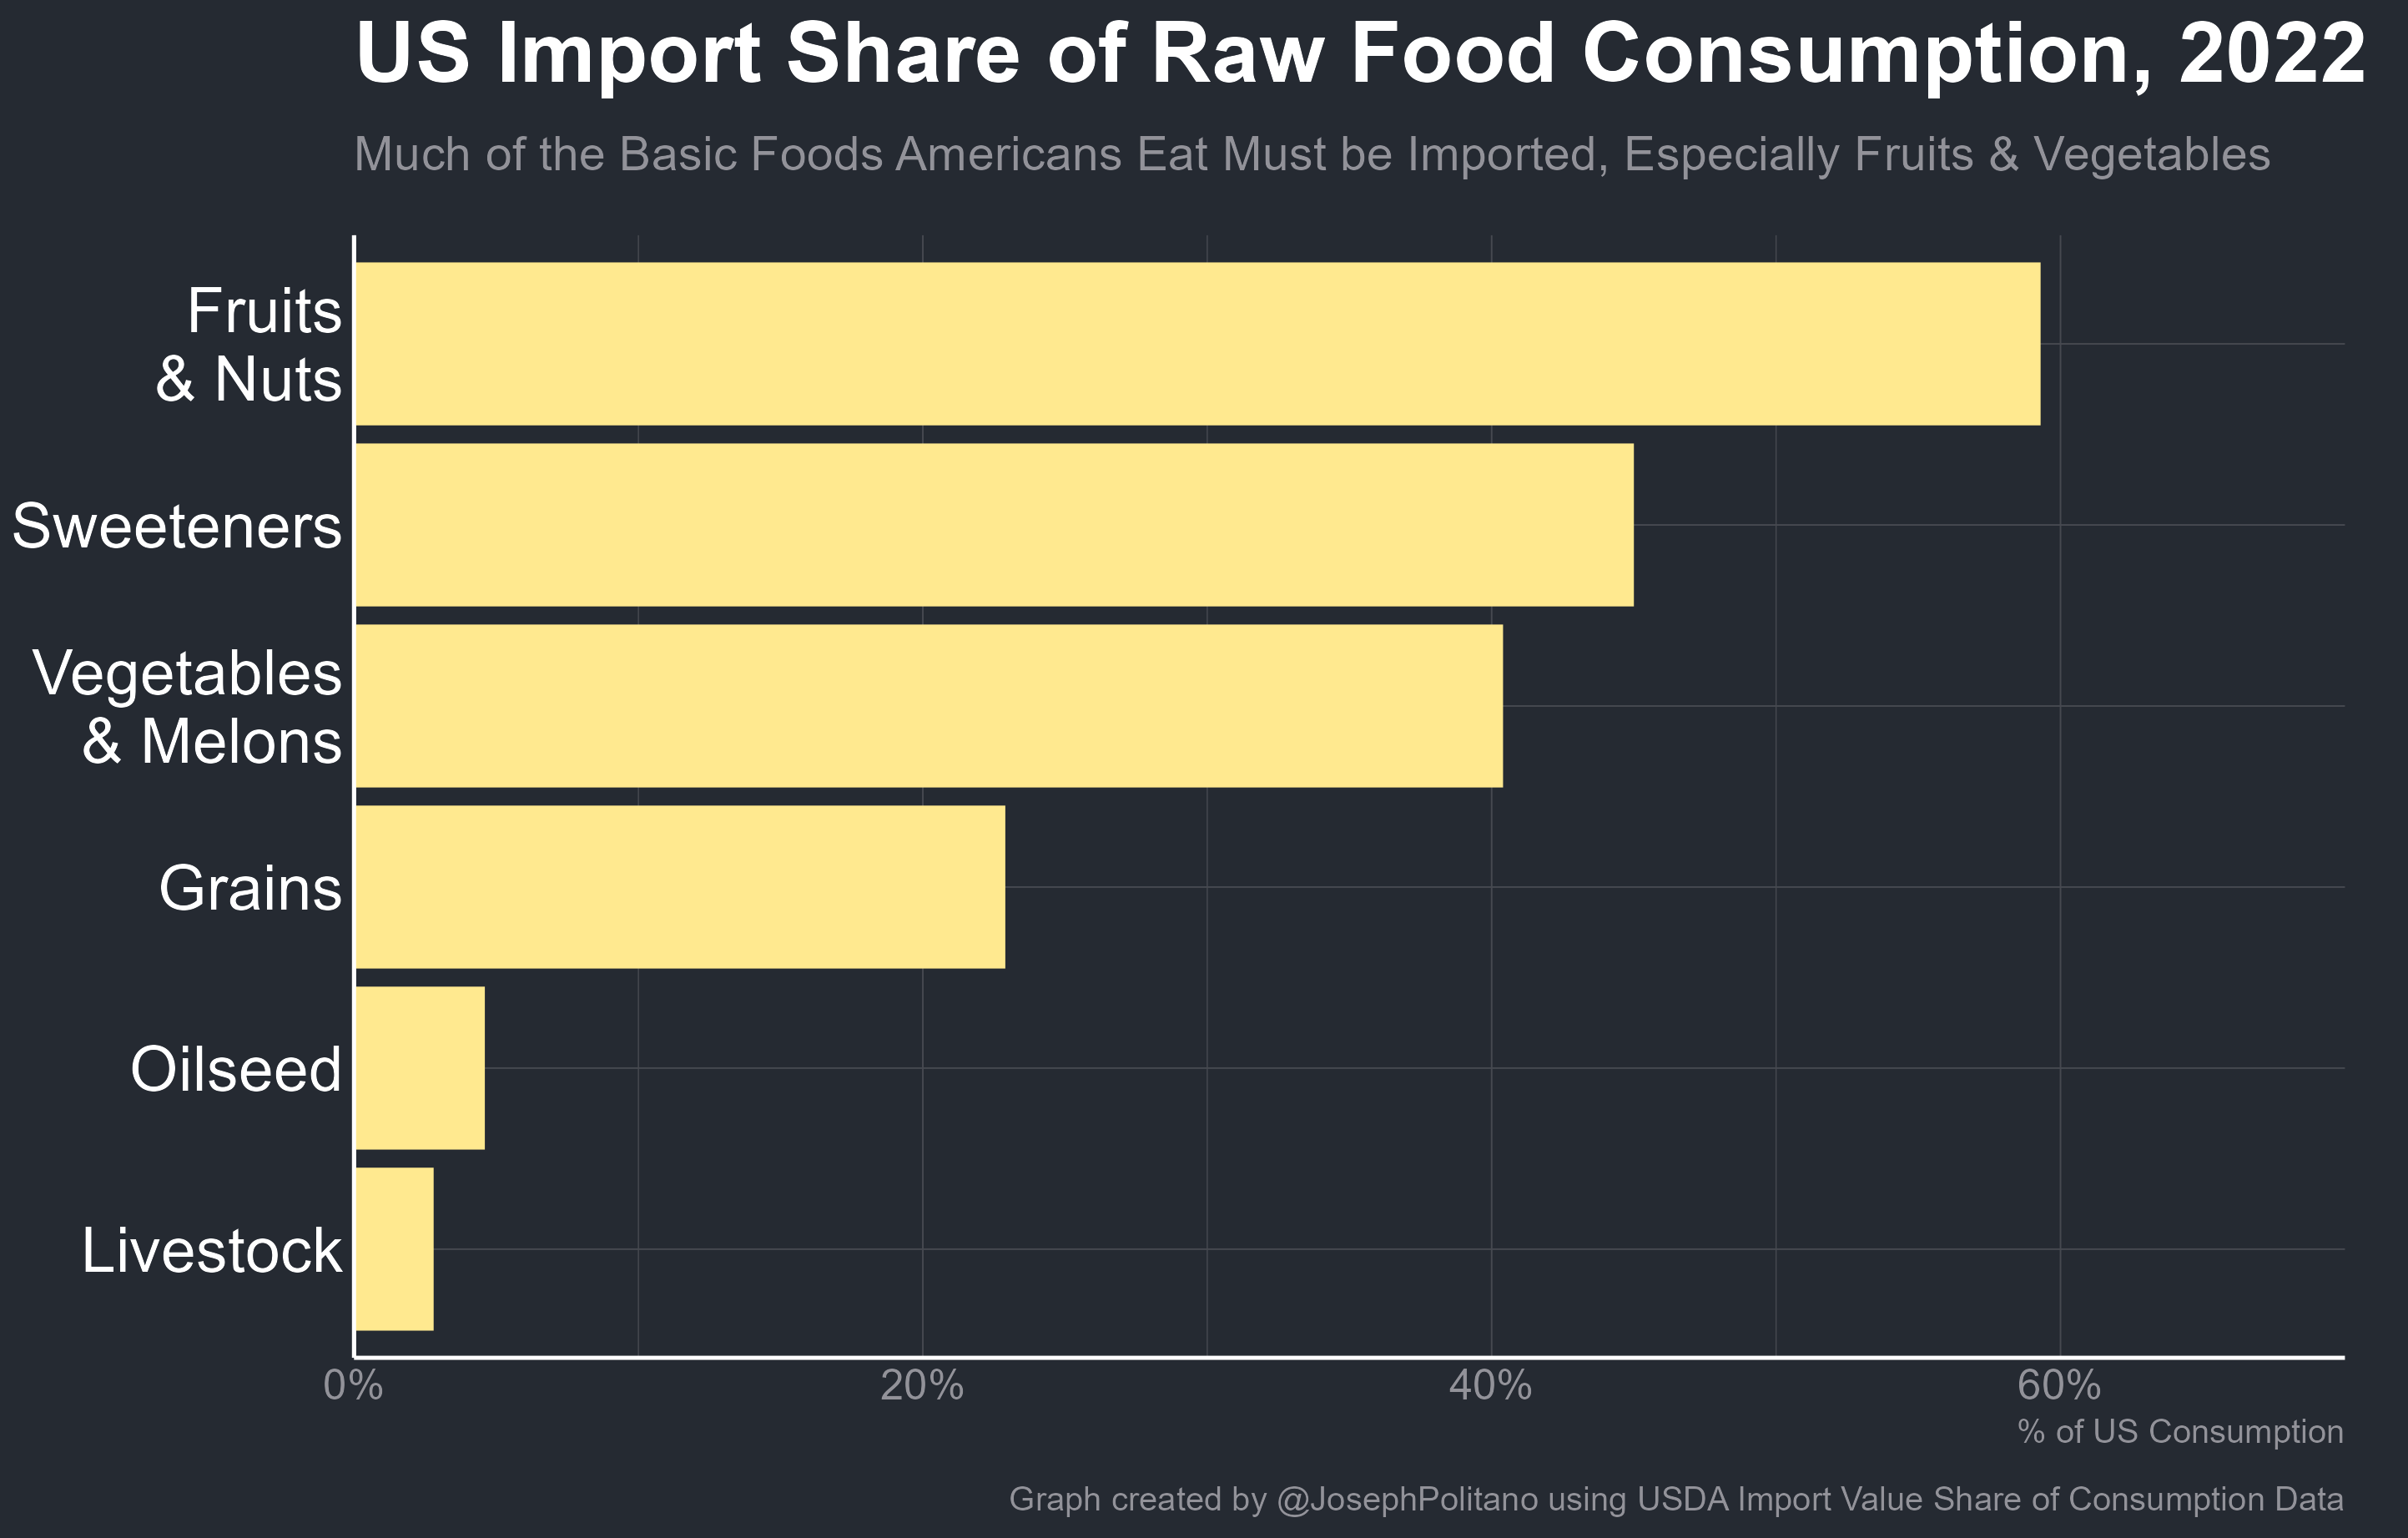 US Import Share of Raw Food Consumption, 2022
Much of the Basic Foods Americans Eat Must be Imported, Especially Fruits & Vegetables
Fruits
& Nuts
Sweeteners
Vegetables
& Melons
Grains
Oilseed
Livestock
0% 20% 40% 60%
% of US Consumption
Graph created by @JosephPolitano using USDA Import Value Share of Consumption Data